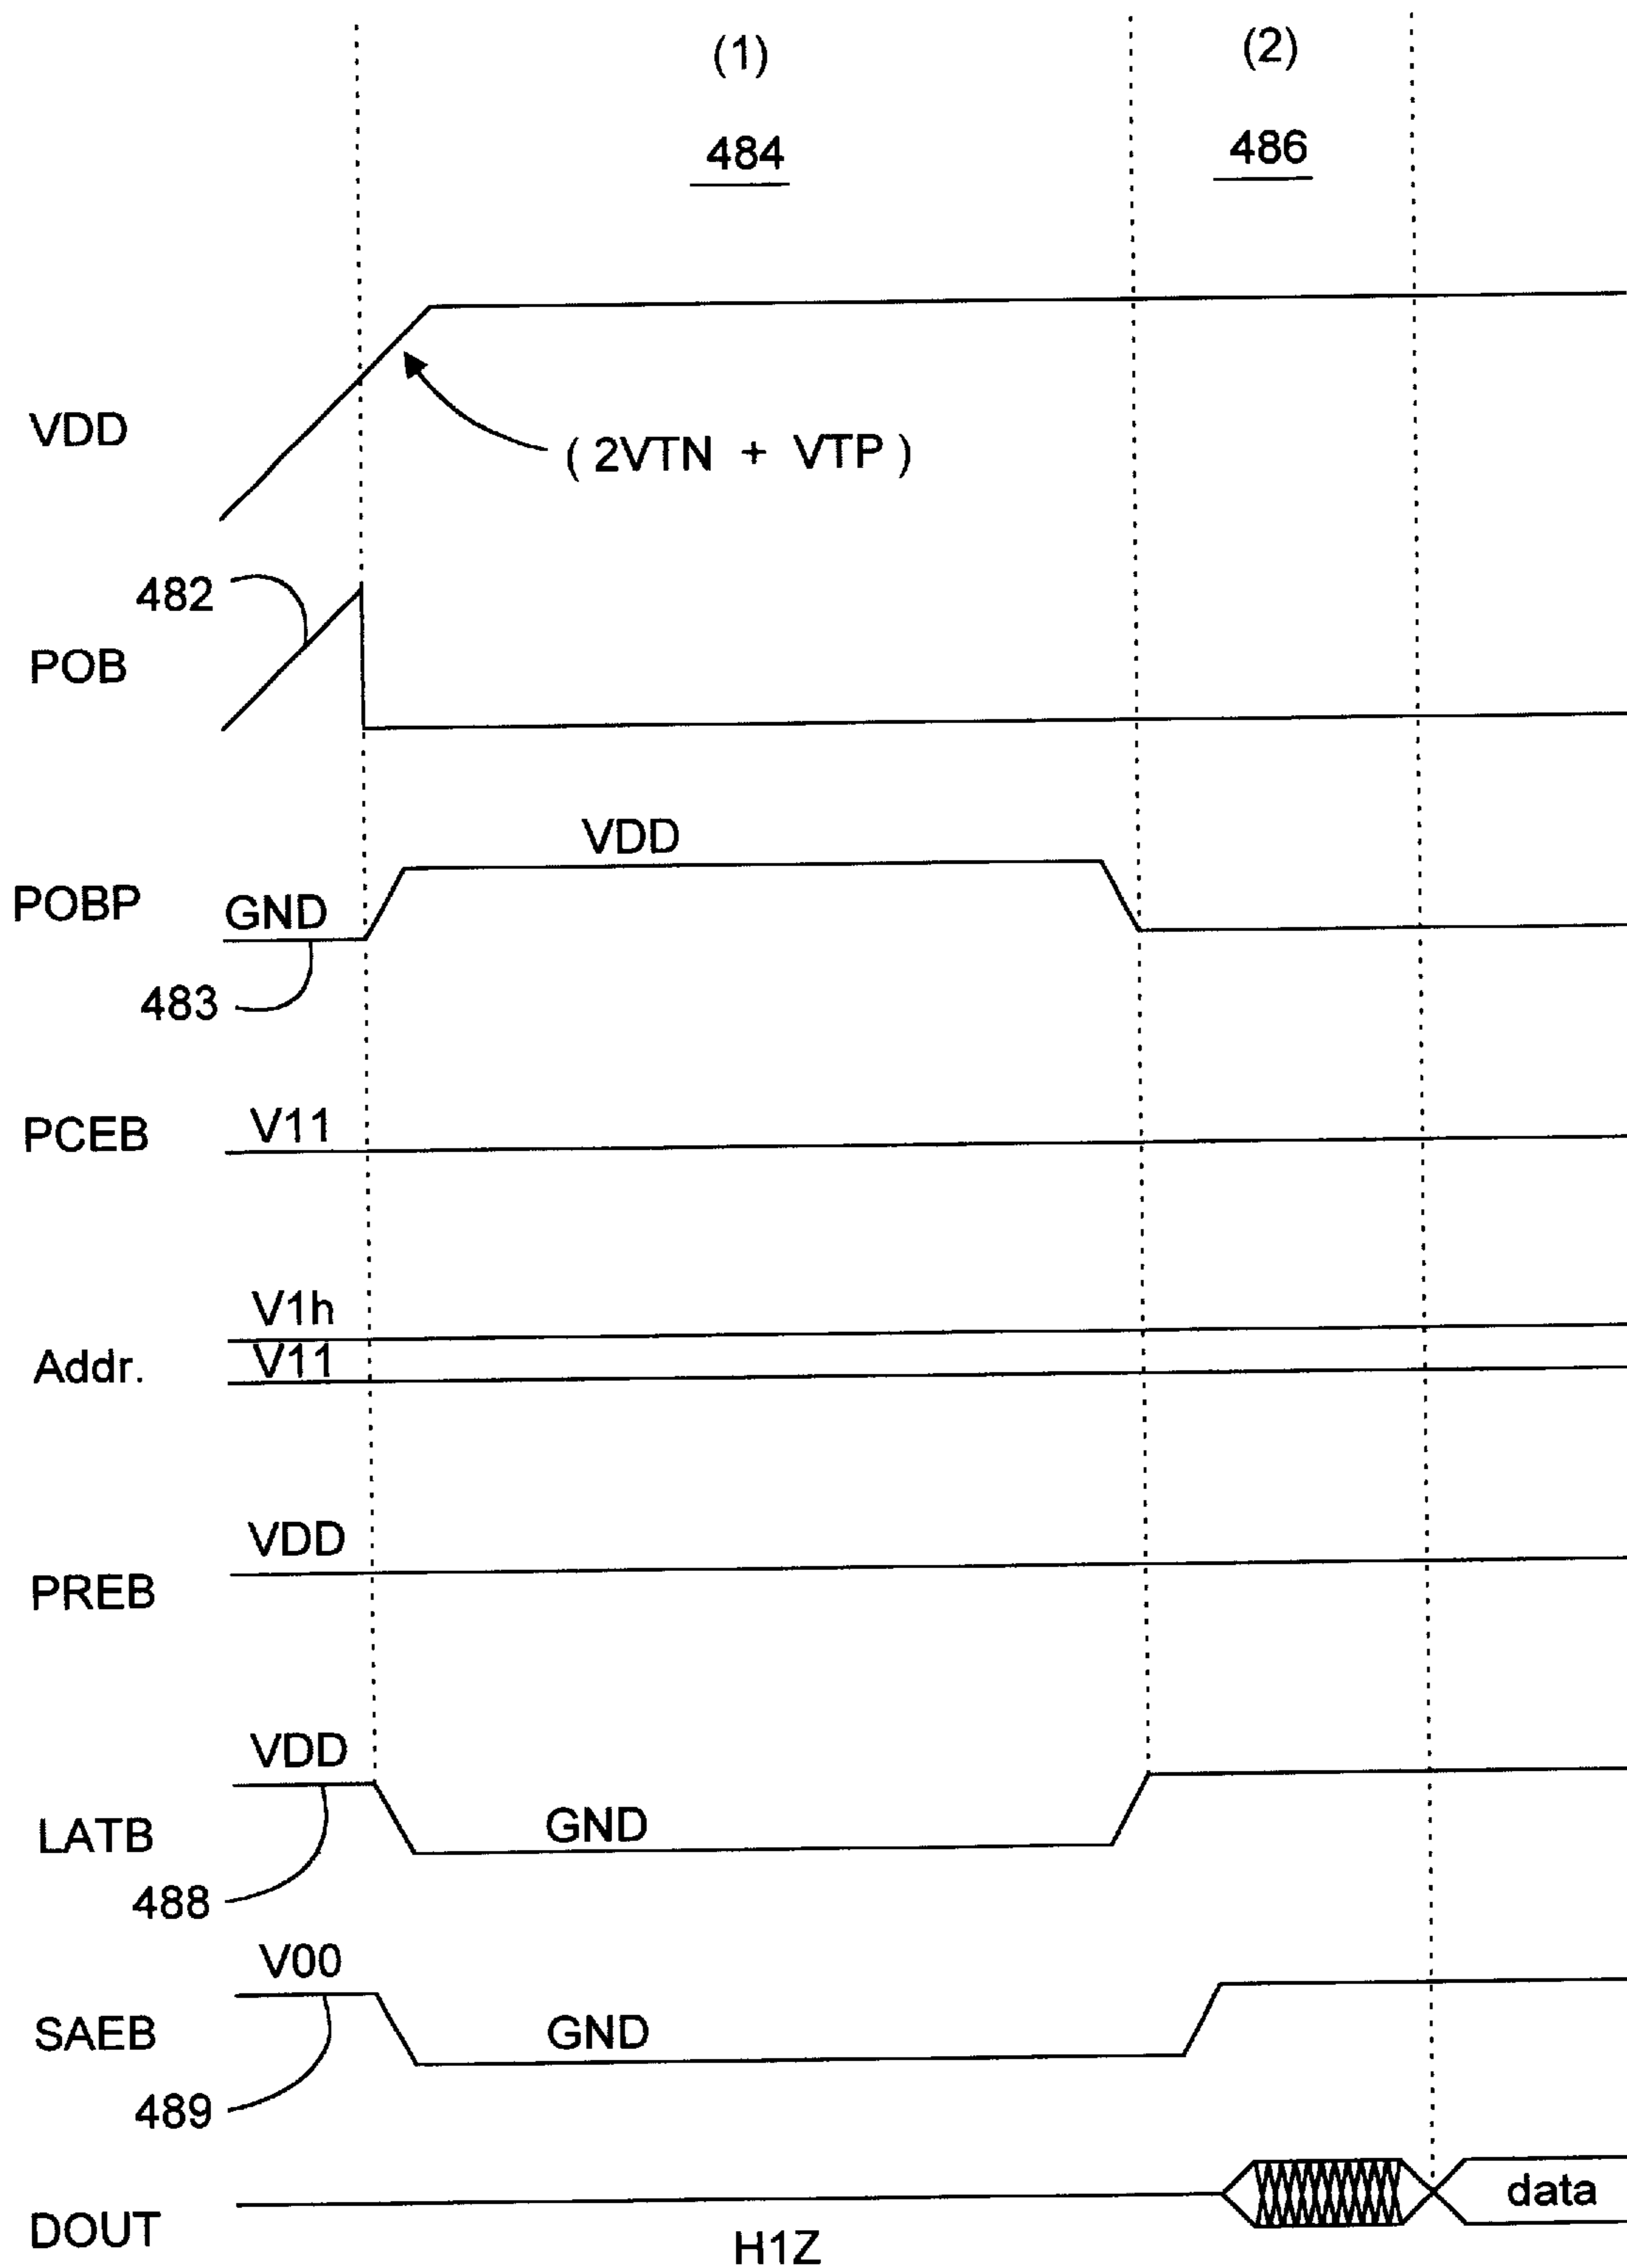 (1)
(2)
484
486
VDD
( 2VTN + VTP )
482
POB
VDD
POBP
GND
483
PCEB
V11
V1h
Addr.
V11
VDD
PREB
VDD
LATB
GND
488
V00
SAEB
GND
489
DOUT
H1Z
data